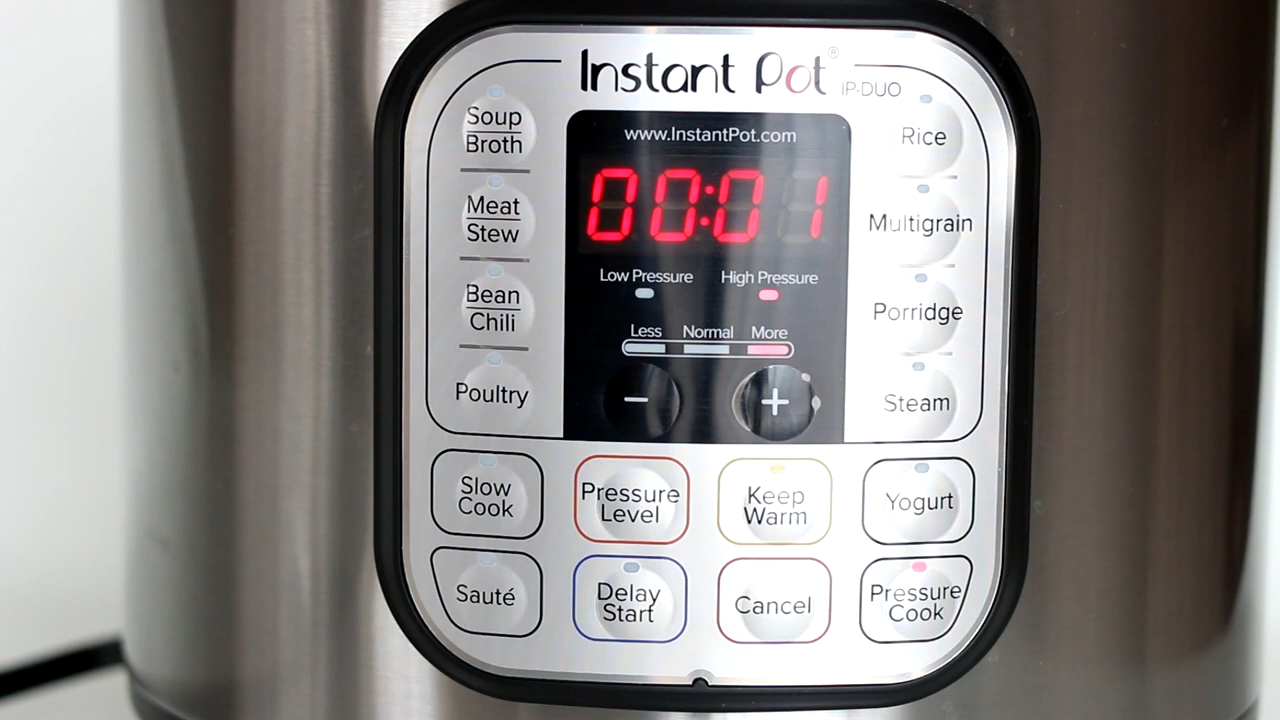 Instant Pot®
IP-DUO
www.InstantPot.com
00:01
Low Pressure High Pressure
Less Normal More
− +
Soup
Broth
Meat
Stew
Bean
Chili
Poultry
Rice
Multigrain
Porridge
Steam
Slow
Cook
Pressure
Level
Keep
Warm
Yogurt
Sauté
Delay
Start
Cancel
Pressure
Cook